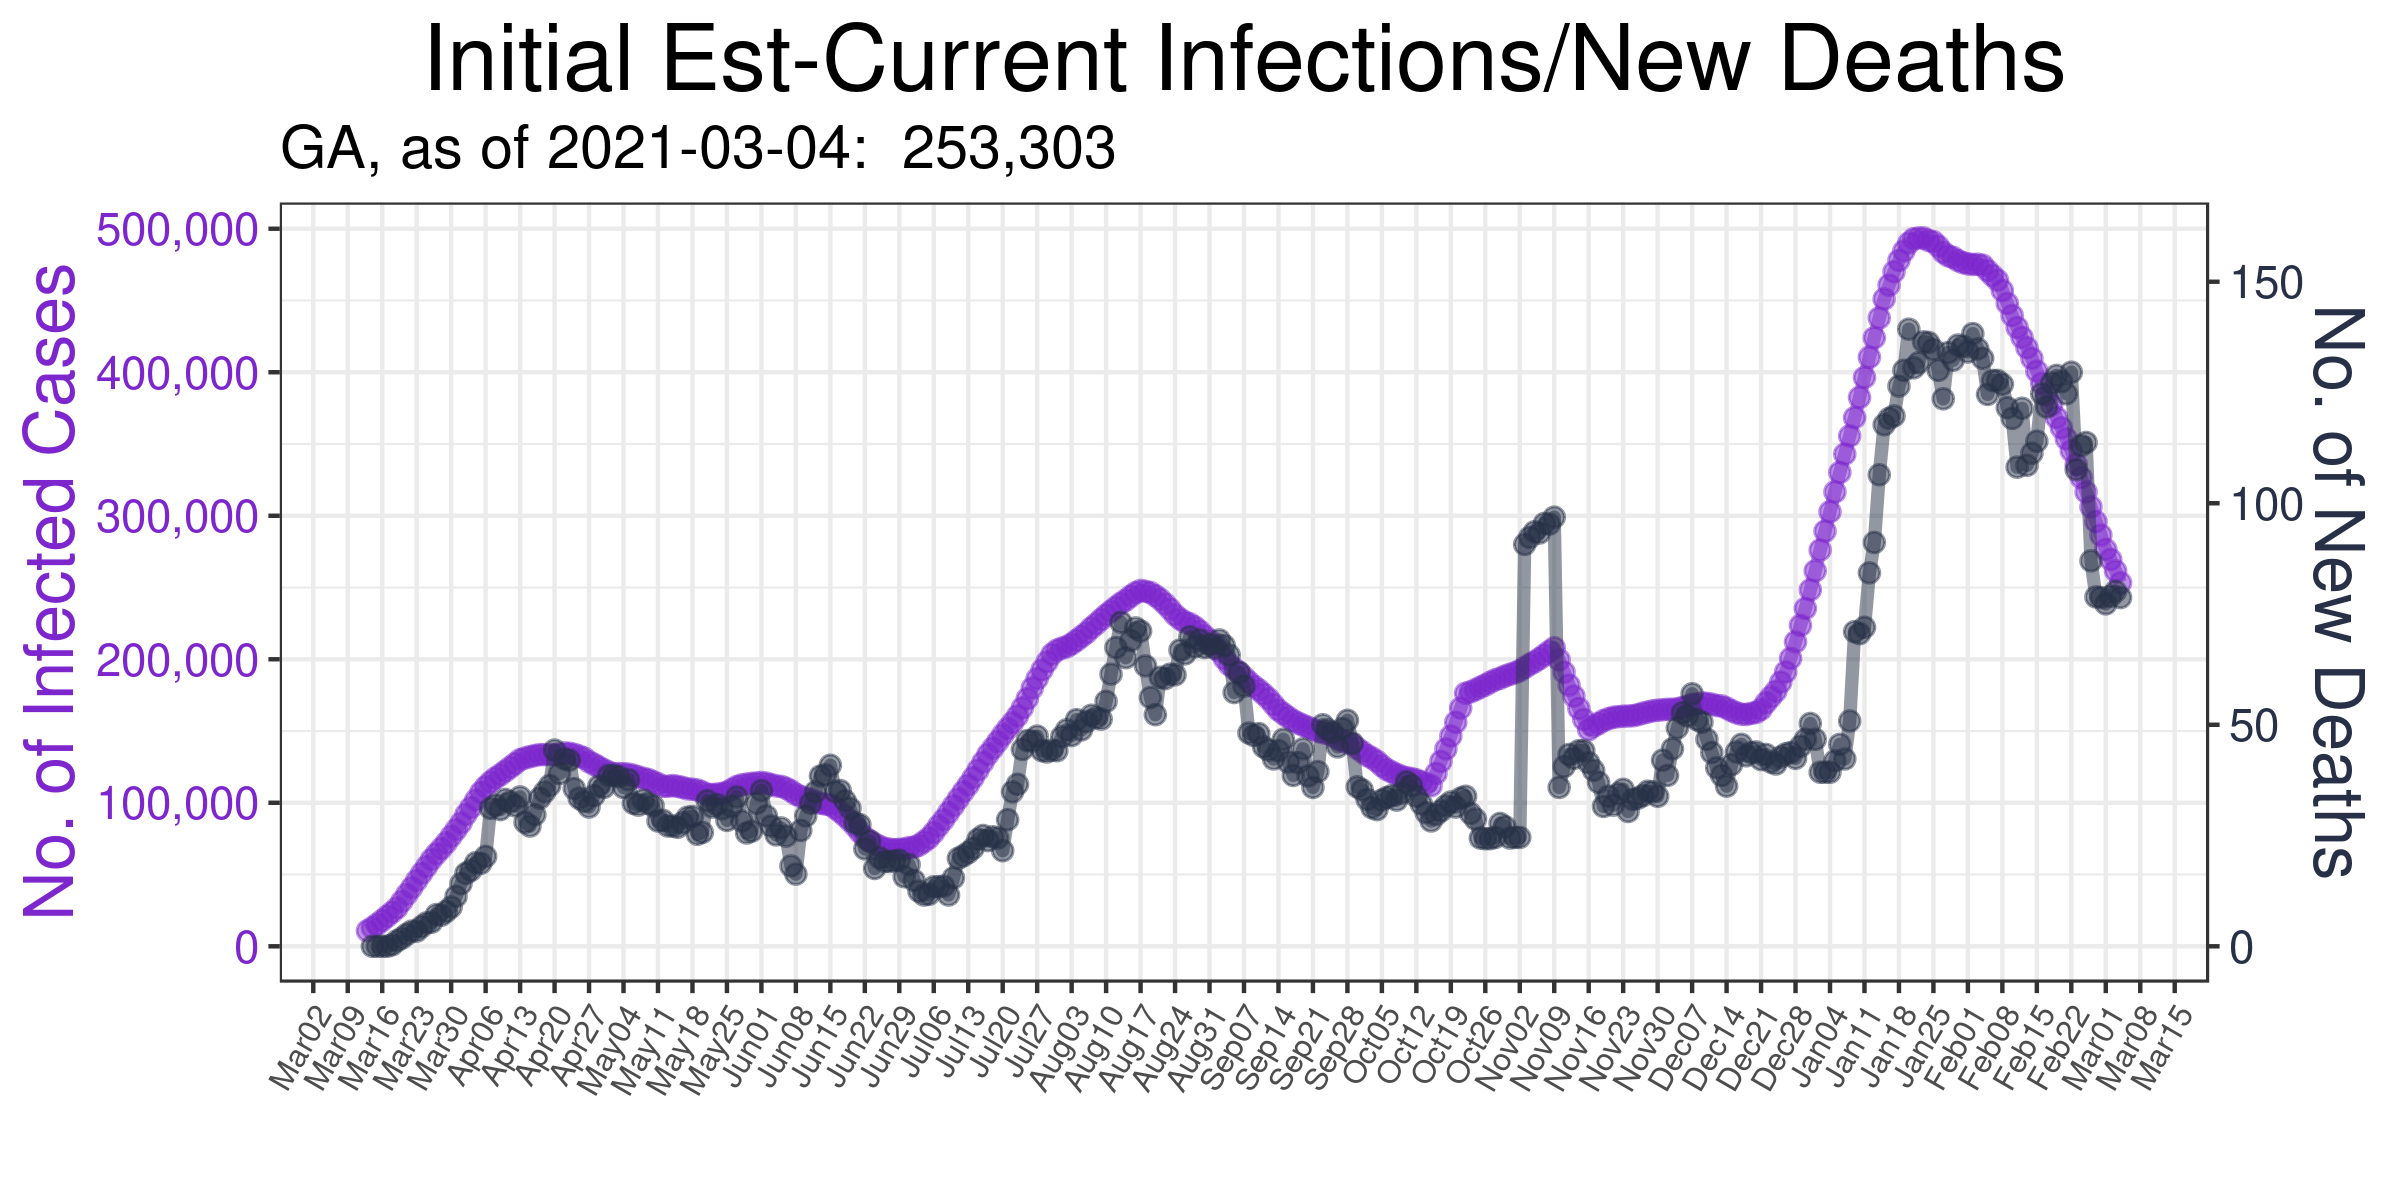 Initial Est-Current Infections/New Deaths
GA, as of 2021-03-04:  253,303
No. of Infected Cases
500,000
400,000
300,000
200,000
100,000
0
150
100
50
0
No. of New Deaths
Mar02
Mar09
Mar16
Mar23
Mar30
Apr06
Apr13
Apr20
Apr27
May04
May11
May18
May25
Jun01
Jun08
Jun15
Jun22
Jun29
Jul06
Jul13
Jul20
Jul27
Aug03
Aug10
Aug17
Aug24
Aug31
Sep07
Sep14
Sep21
Sep28
Oct05
Oct12
Oct19
Oct26
Nov02
Nov09
Nov16
Nov23
Nov30
Nov07
Dec14
Dec21
Dec28
Dec04
Jan11
Jan18
Jan25
Jan01
Feb08
Feb15
Feb22
Mar01
Mar08
Mar15